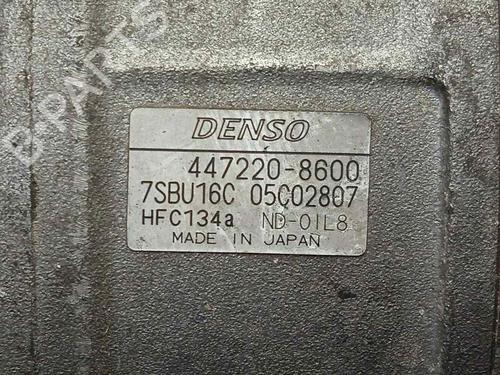 B-PARTS
DENSO
447220-8600
7SBU16C 05C02807
HFC134a ND-OIL8
MADE IN JAPAN